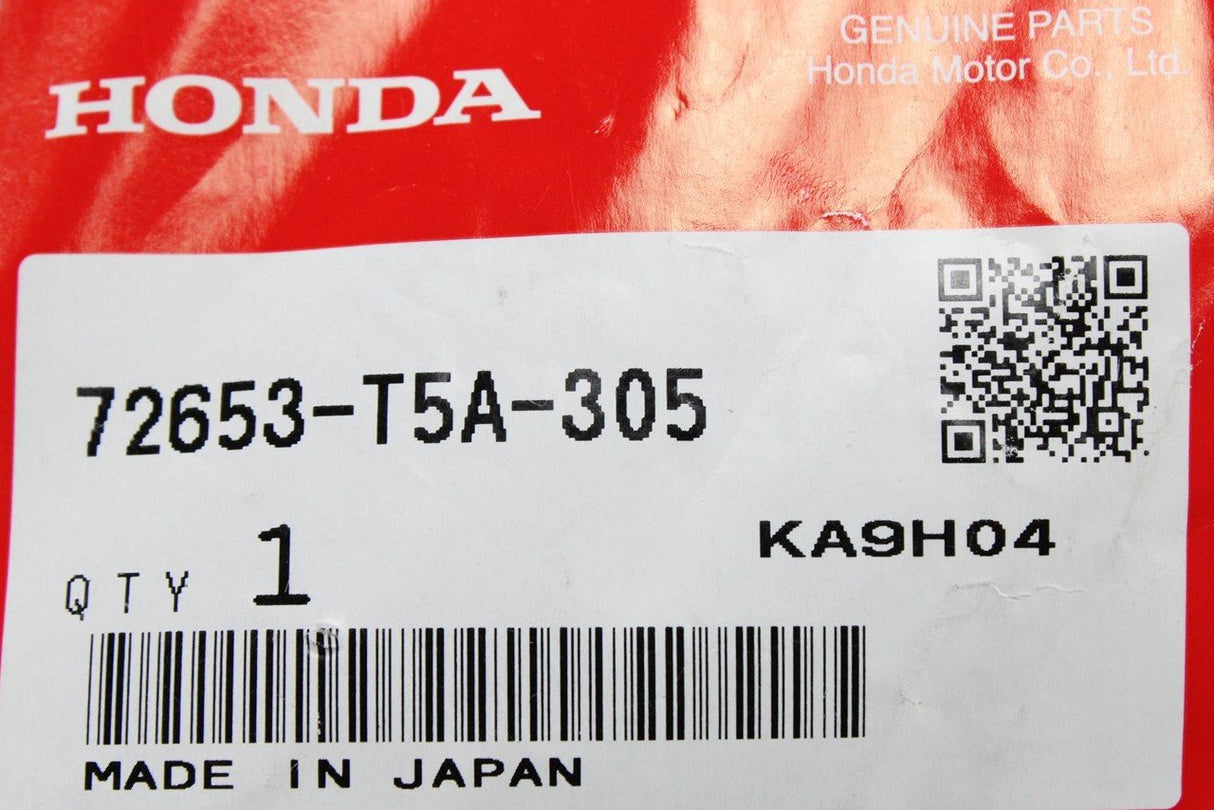 GENUINE PARTS
Honda Motor Co., Ltd.
HONDA
72653-T5A-305
KA9H04
QTY 1
MADE IN JAPAN